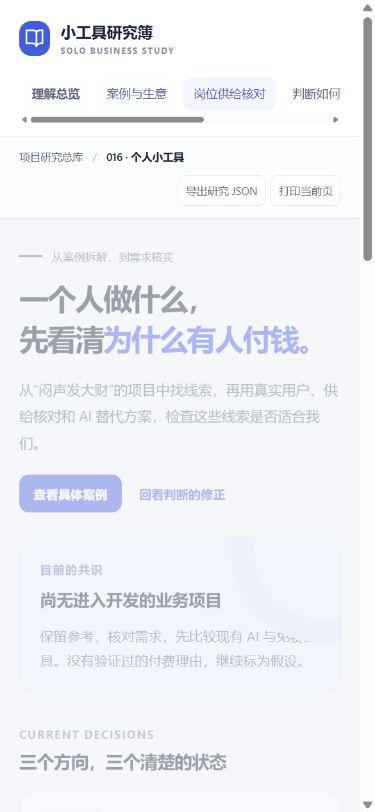 小工具研究簿
SOLO BUSINESS STUDY
理解总览 案例与生意 岗位供给核对 判断如何
项目研究总库 / 016 · 个人小工具
导出研究 JSON 打印当前页
从案例拆解，到需求核实
一个人做什么，
先看清为什么有人付钱。
从“闷声发大财”的项目中找线索，再用真实用户、供
给核对和 AI 替代方案，检查这些线索是否适合我
们。
查看具体案例 回看判断的修正
目前的共识
尚无进入开发的业务项目
保留参考，核对需求，先比较现有 AI 与免费
具。没有验证过的付费理由，继续标为假设。
CURRENT DECISIONS
三个方向，三个清楚的状态